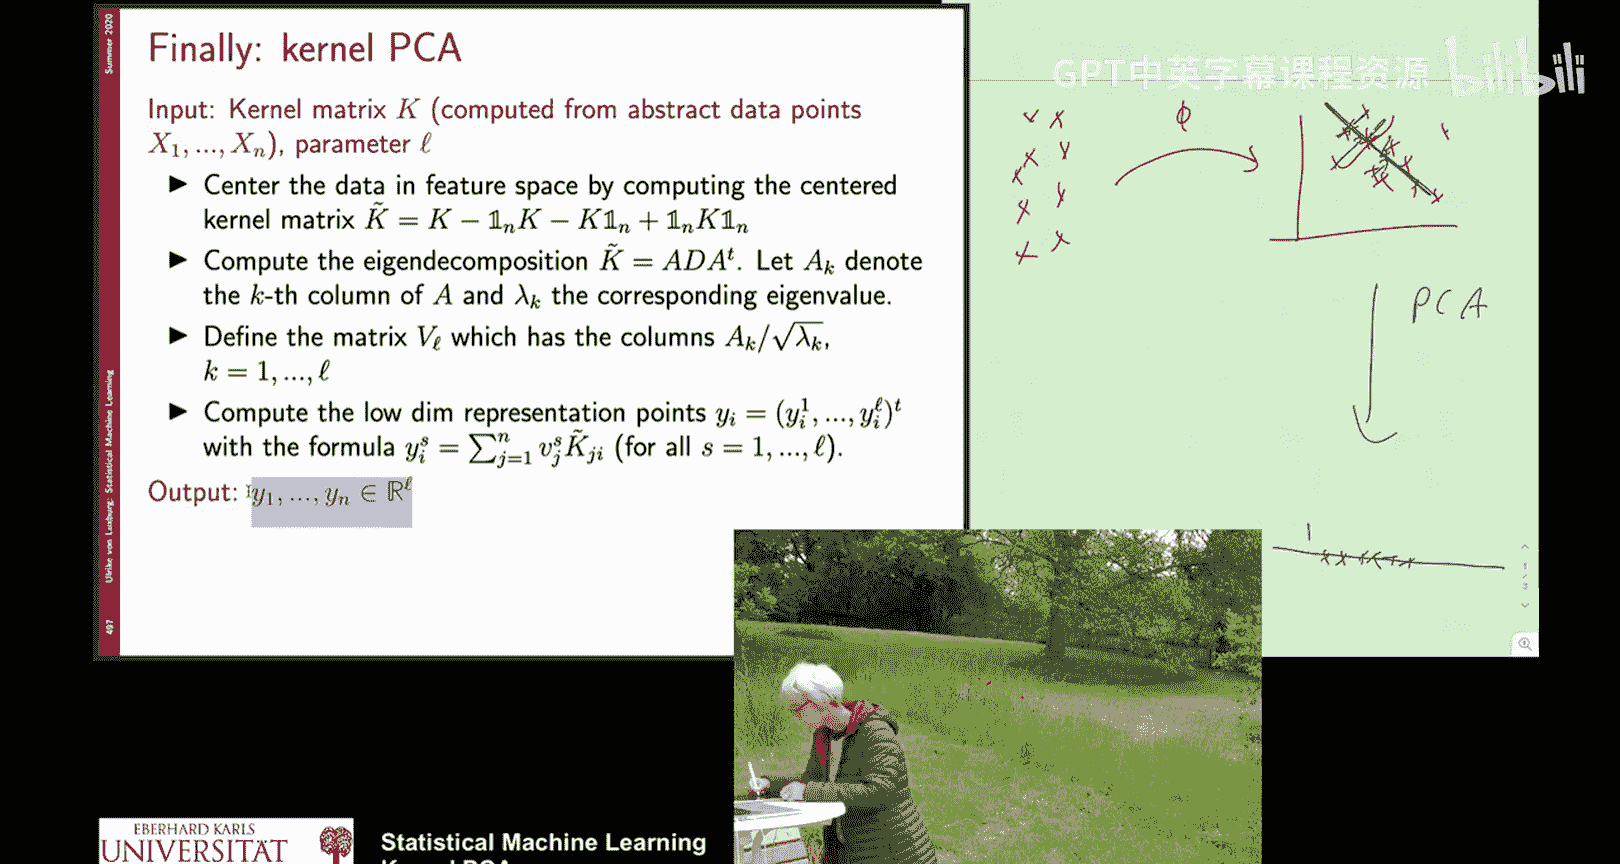 Summer 2020
Finally: kernel PCA
Input: Kernel matrix K (computed from abstract data points
X₁, ..., Xₙ), parameter ℓ
▶ Center the data in feature space by computing the centered
kernel matrix K̃ = K − 𝟙ₙK − K𝟙ₙ + 𝟙ₙK𝟙ₙ
▶ Compute the eigendecomposition K̃ = ADAᵗ. Let Aₖ denote
the k-th column of A and λₖ the corresponding eigenvalue.
▶ Define the matrix V_ℓ which has the columns Aₖ/√λₖ,
k = 1, ..., ℓ
▶ Compute the low dim representation points yᵢ = (yᵢ¹, ..., yᵢ^ℓ)ᵗ
with the formula yᵢˢ = ∑ⱼ₌₁ⁿ vⱼˢK̃ⱼᵢ (for all s = 1, ..., ℓ).
Output: y₁, ..., yₙ ∈ ℝ^ℓ
Ulrike von Luxburg: Statistical Machine Learning
497
GPT中英字幕课程资源
bilibili
ϕ
PCA
EBERHARD KARLS
UNIVERSITÄT
Statistical Machine Learning
Kernel PCA